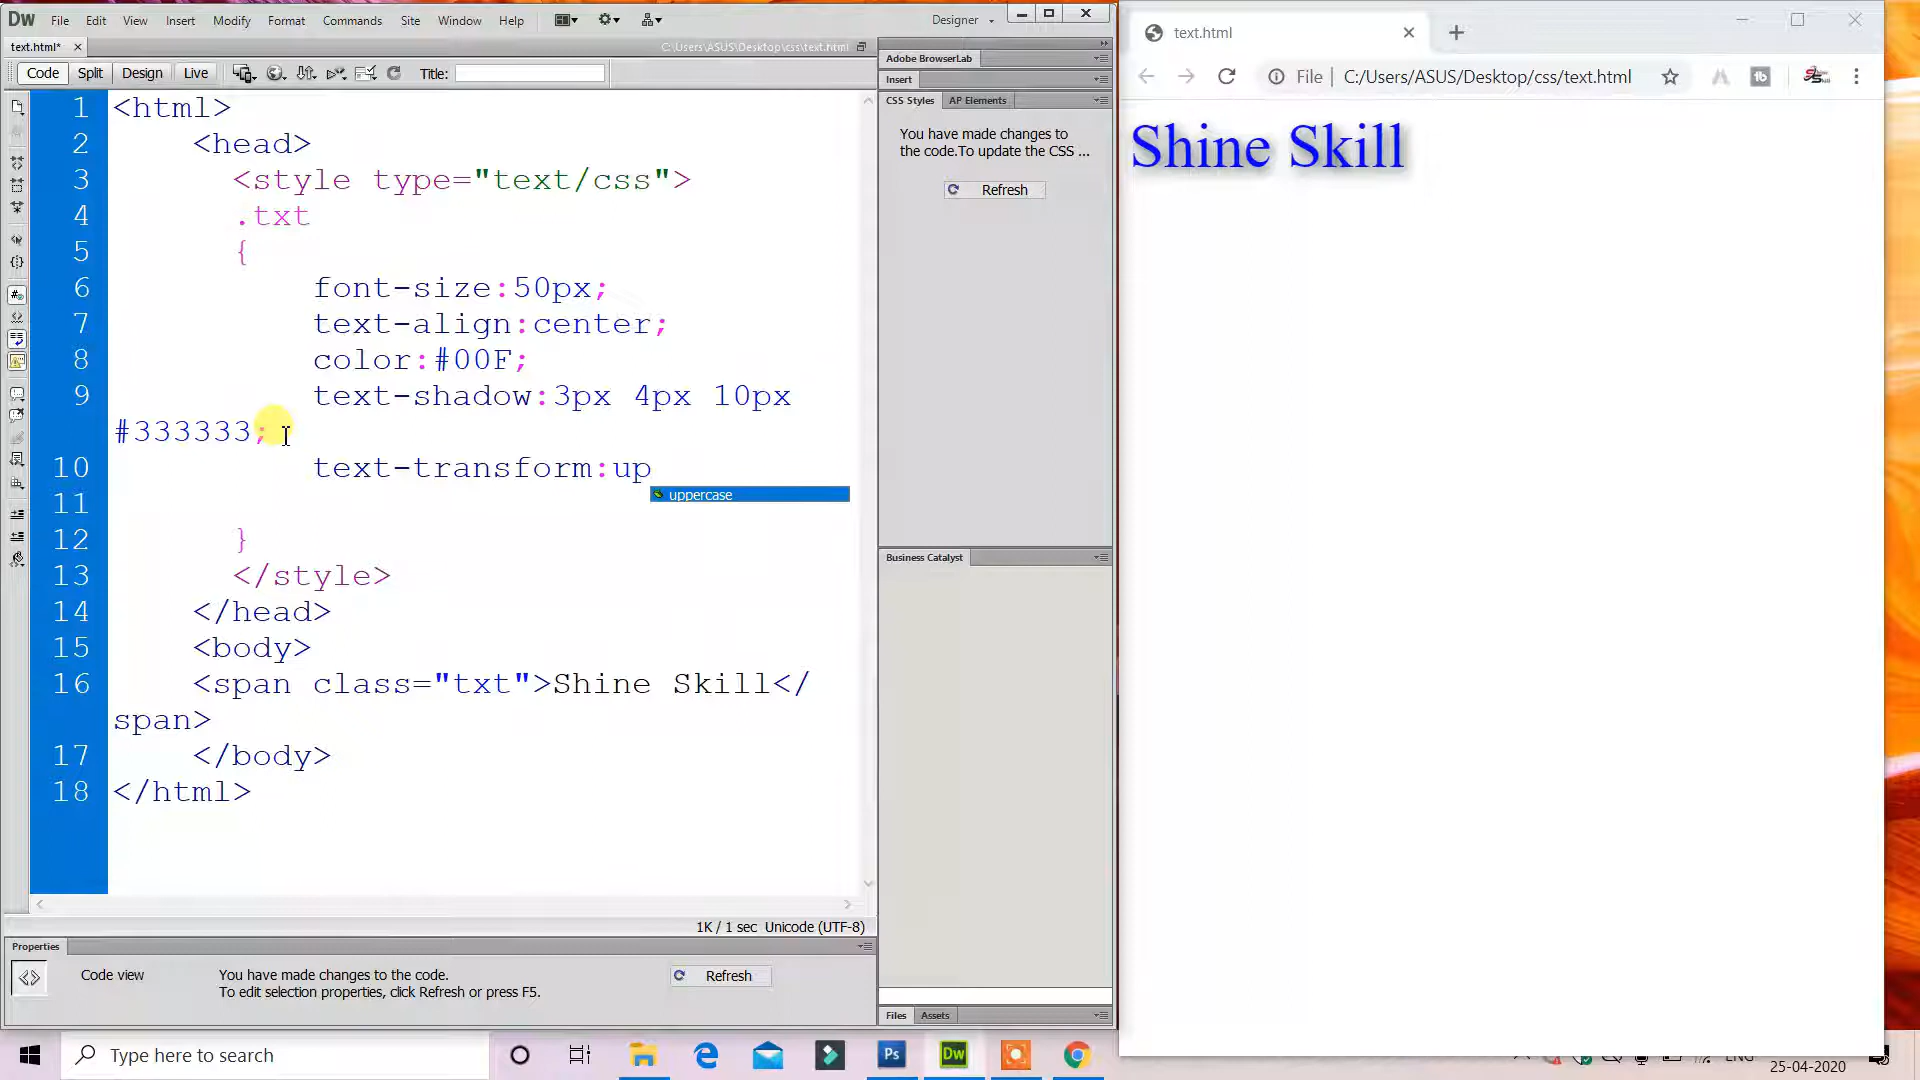 Dw File Edit View Insert Modify Format Commands Site Window Help Designer
text.html* C:\Users\ASUS\Desktop\css\text.html
Code Split Design Live Title:
1 <html>
2 <head>
3 <style type="text/css">
4 .txt
5 {
6 font-size:50px;
7 text-align:center;
8 color:#00F;
9 text-shadow:3px 4px 10px
#333333;
10 text-transform:up
uppercase
11
12 }
13 </style>
14 </head>
15 <body>
16 <span class="txt">Shine Skill</
span>
17 </body>
18 </html>
1K / 1 sec Unicode (UTF-8)
Properties
Code view
You have made changes to the code.
To edit selection properties, click Refresh or press F5.
Refresh
Adobe BrowserLab
Insert
CSS Styles AP Elements
You have made changes to
the code.To update the CSS ...
Refresh
Business Catalyst
Files Assets
text.html
File C:/Users/ASUS/Desktop/css/text.html
Shine Skill
Type here to search
Ps Dw
ENG
25-04-2020